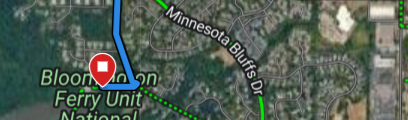 Minnesota Bluffs Dr
Bloomington
Ferry Unit
National